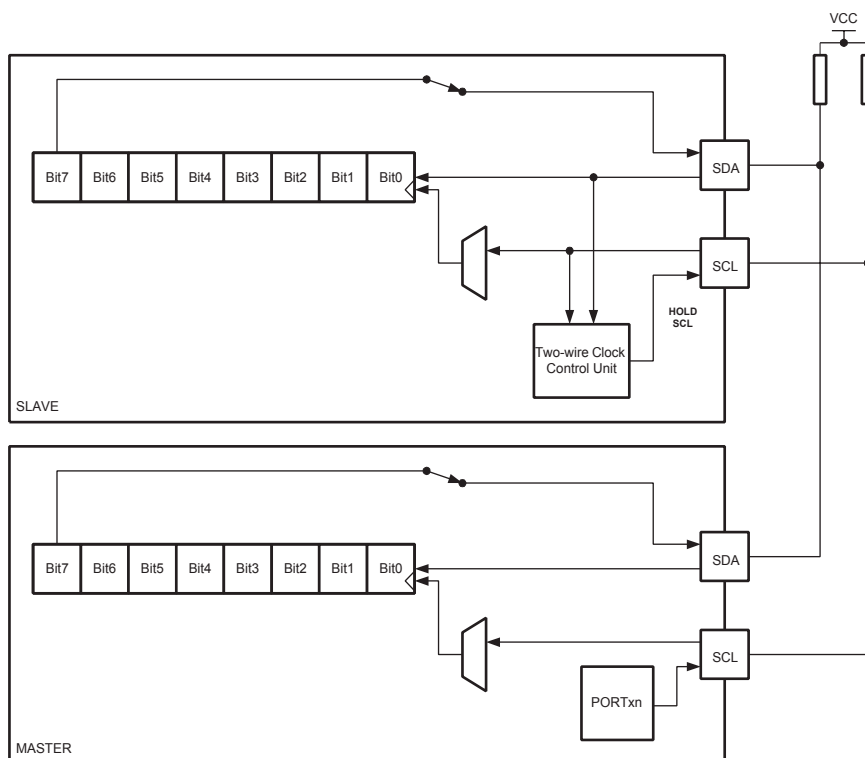 VCC
SDA
Bit7 Bit6 Bit5 Bit4 Bit3 Bit2 Bit1 Bit0
SCL
HOLD
SCL
Two-wire Clock
Control Unit
SLAVE
SDA
Bit7 Bit6 Bit5 Bit4 Bit3 Bit2 Bit1 Bit0
SCL
PORTxn
MASTER